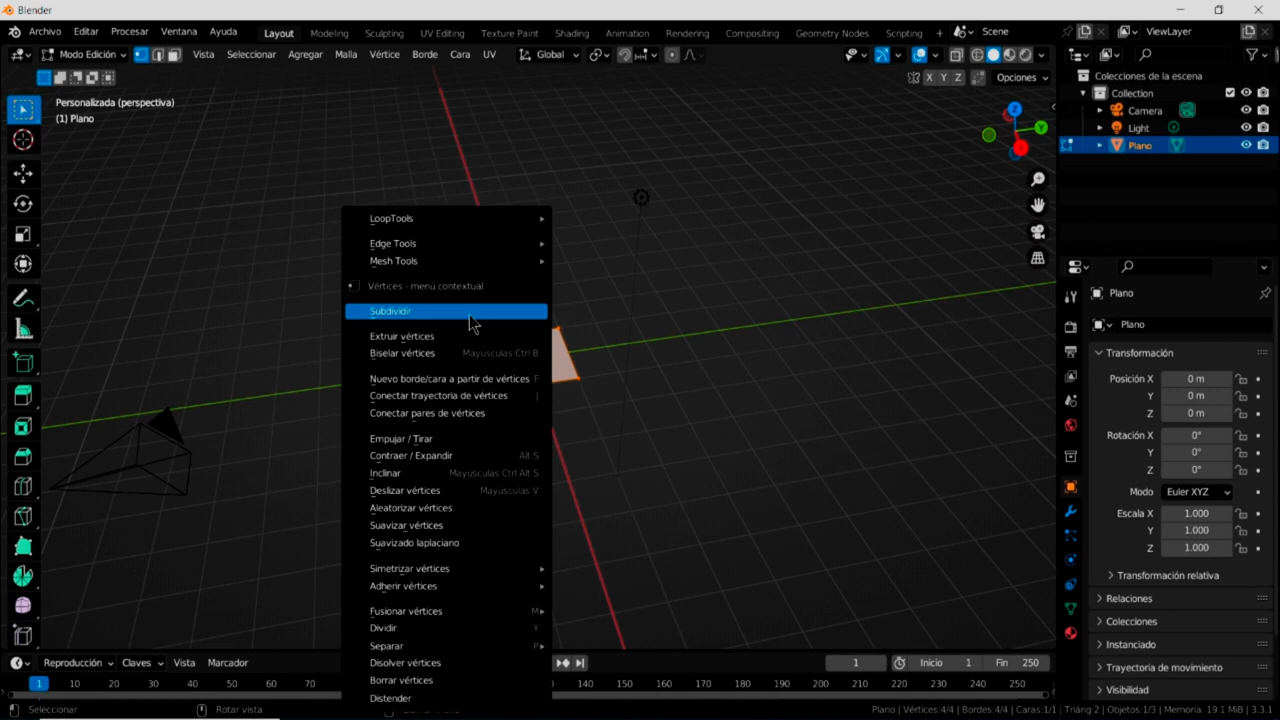 Blender
Archivo Editar Procesar Ventana Ayuda Layout Modeling Sculpting UV Editing Texture Paint Shading Animation Rendering Compositing Geometry Nodes Scripting + Scene ViewLayer
Modo Edición Vista Seleccionar Agregar Malla Vértice Borde Cara UV Global
X Y Z Opciones
Personalizada (perspectiva)
(1) Plano
Z
Y
Colecciones de la escena
Collection
Camera
Light
Plano
LoopTools
Edge Tools
Mesh Tools
Vértices - menú contextual
Subdividir
Extruir vértices
Biselar vértices Mayúsculas Ctrl B
Nuevo borde/cara a partir de vértices F
Conectar trayectoria de vértices J
Conectar pares de vértices
Empujar / Tirar
Contraer / Expandir Alt S
Inclinar Mayúsculas Ctrl Alt S
Deslizar vértices Mayúsculas V
Aleatorizar vértices
Suavizar vértices
Suavizado laplaciano
Simetrizar vértices
Adherir vértices
Fusionar vértices M
Dividir Y
Separar P
Disolver vértices
Borrar vértices
Distender
Plano
Plano
Transformación
Posición X 0 m
Y 0 m
Z 0 m
Rotación X 0°
Y 0°
Z 0°
Modo Euler XYZ
Escala X 1.000
Y 1.000
Z 1.000
Transformación relativa
Relaciones
Colecciones
Instanciado
Trayectoria de movimiento
Visibilidad
Reproducción Claves Vista Marcador 1 Inicio 1 Fin 250
1 10 20 30 40 50 60 70 140 150 160 170 180 190 200 210 220 230 240 250
Seleccionar Rotar vista Plano | Vértices:4/4 | Bordes:4/4 | Caras:1/1 | Triáng:2 | Objetos:1/3 | Memoria: 19.1 MiB | 3.3.1